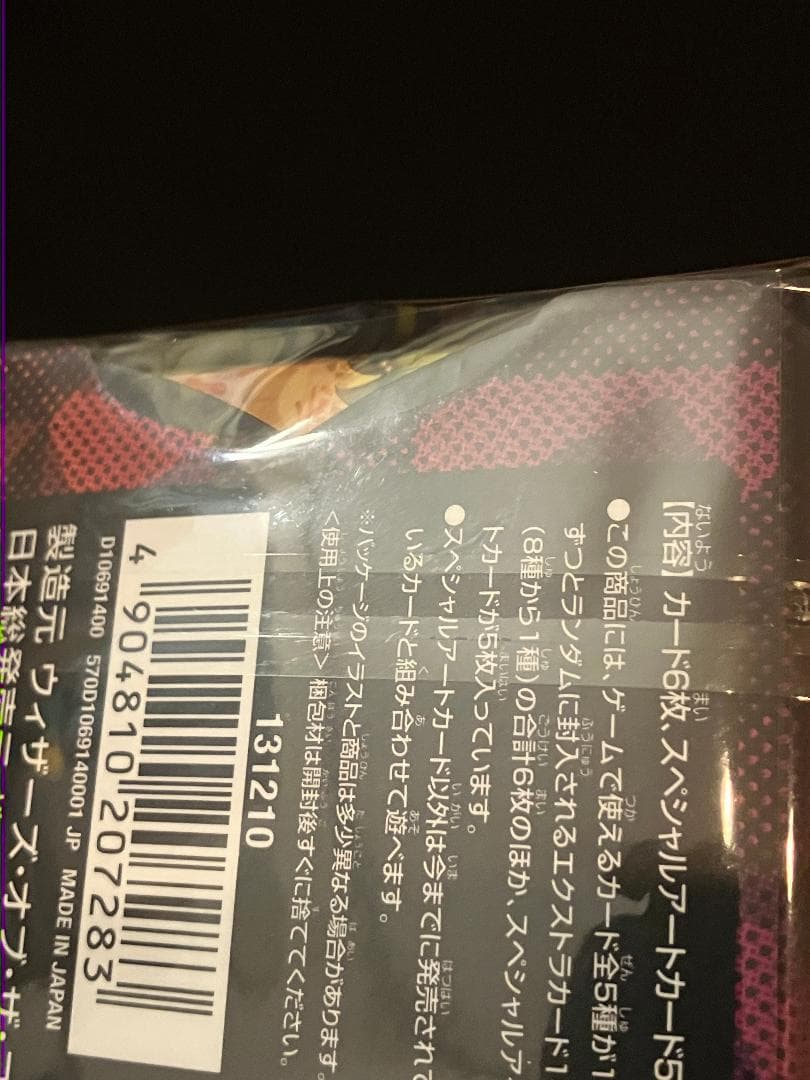 【内容】カード6枚、スペシャルアートカード5
●この商品には、ゲームで使えるカード全5種が1
ずつとランダムに封入されるエクストラカード1
(8種から1種)の合計6枚のほか、スペシャルア
トカードが5枚入っています。
●スペシャルアートカード以外は今までに発売されて
いるカードと組み合わせて遊べます。
※パッケージのイラストと商品は多少異なる場合があります。
<使用上の注意>梱包材は開封後すぐに捨ててください。
131210
4 904810 207283
D10691400 570D10691400001 JP MADE IN JAPAN
製造元 ウィザーズ・オブ・ザ・コ
日本総発売元